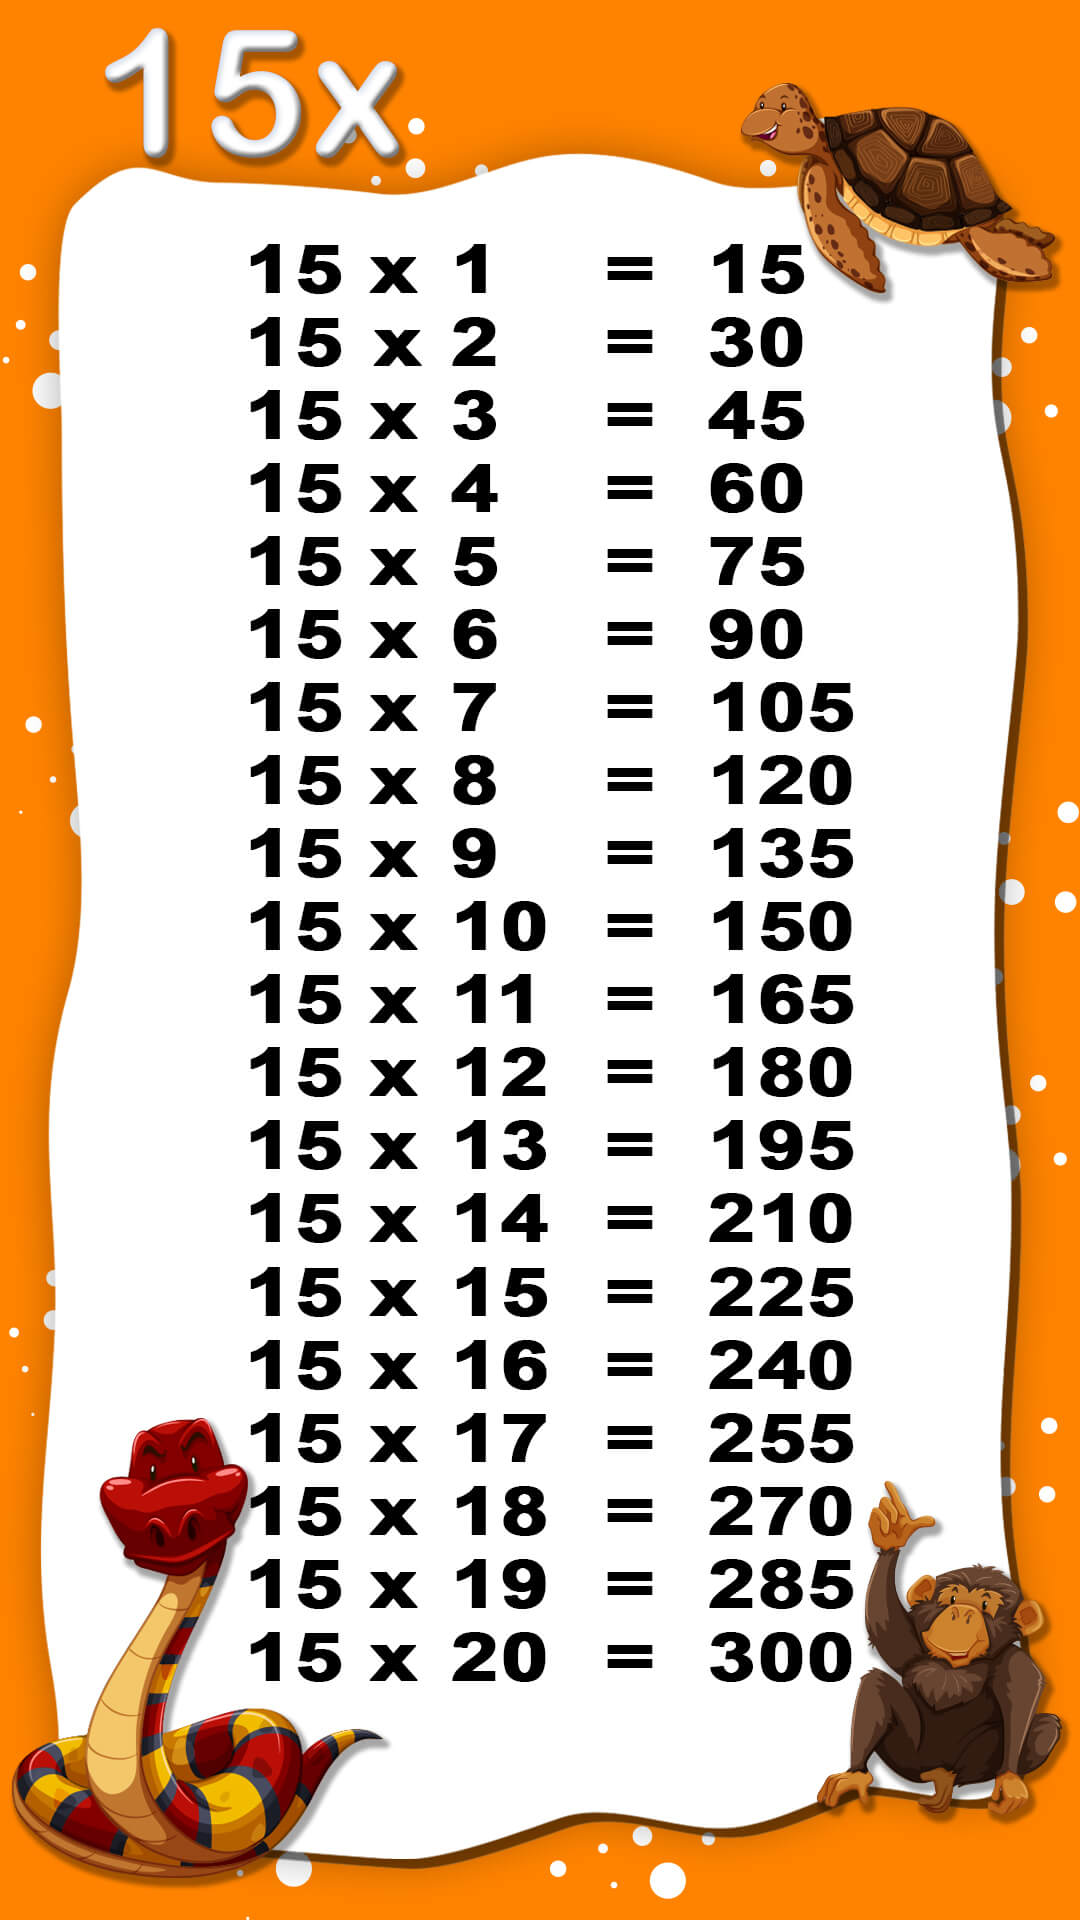 15x
15 x 1 = 15
15 x 2 = 30
15 x 3 = 45
15 x 4 = 60
15 x 5 = 75
15 x 6 = 90
15 x 7 = 105
15 x 8 = 120
15 x 9 = 135
15 x 10 = 150
15 x 11 = 165
15 x 12 = 180
15 x 13 = 195
15 x 14 = 210
15 x 15 = 225
15 x 16 = 240
15 x 17 = 255
15 x 18 = 270
15 x 19 = 285
15 x 20 = 300